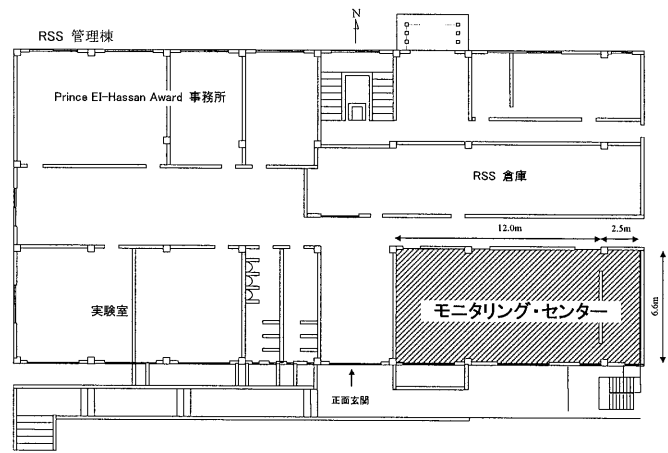 RSS 管理棟
N
Prince El-Hassan Award 事務所
RSS 倉庫
12.0m
2.5m
実験室
モニタリング・センター
6.6m
正面玄関